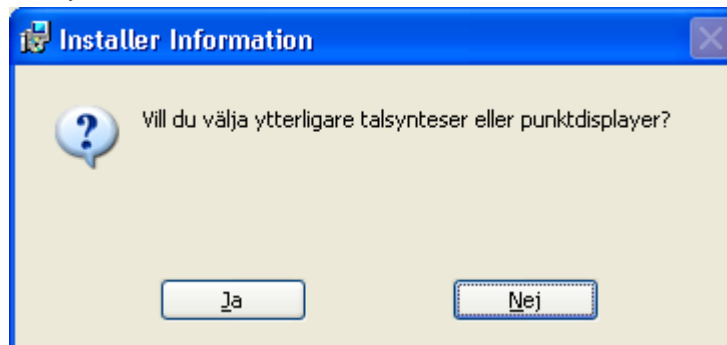 Installer Information
Vill du välja ytterligare talsynteser eller punktdisplayer?
Ja
Nej